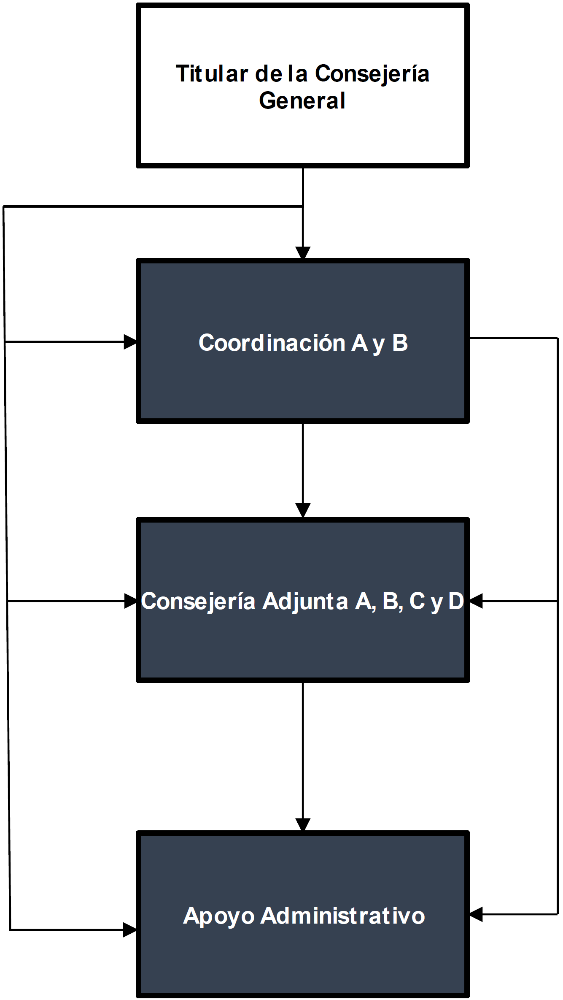 Titular de la Consejería
General
Coordinación A y B
Consejería Adjunta A, B, C y D
Apoyo Administrativo